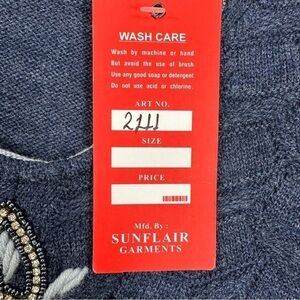 WASH CARE
Wash by machine or hand
But avoid the use of brush
Use any good soap or detergent
Do not use acid or chlorine.
ART NO.
SIZE
PRICE
Mfd. By :
SUNFLAIR
GARMENTS